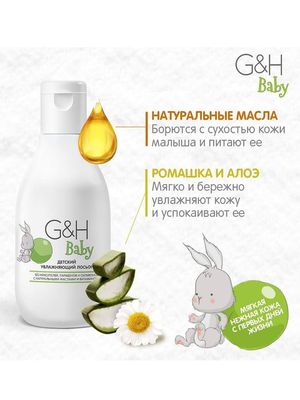 G&H
Baby
НАТУРАЛЬНЫЕ МАСЛА
Борются с сухостью кожи
малыша и питают ее
РОМАШКА И АЛОЭ
Мягко и бережно
увлажняют кожу
и успокаивают ее
G&H
Baby
ДЕТСКИЙ
УВЛАЖНЯЮЩИЙ ЛОСЬОН
МЯГКАЯ
НЕЖНАЯ КОЖА
С ПЕРВЫХ ДНЕЙ
ЖИЗНИ